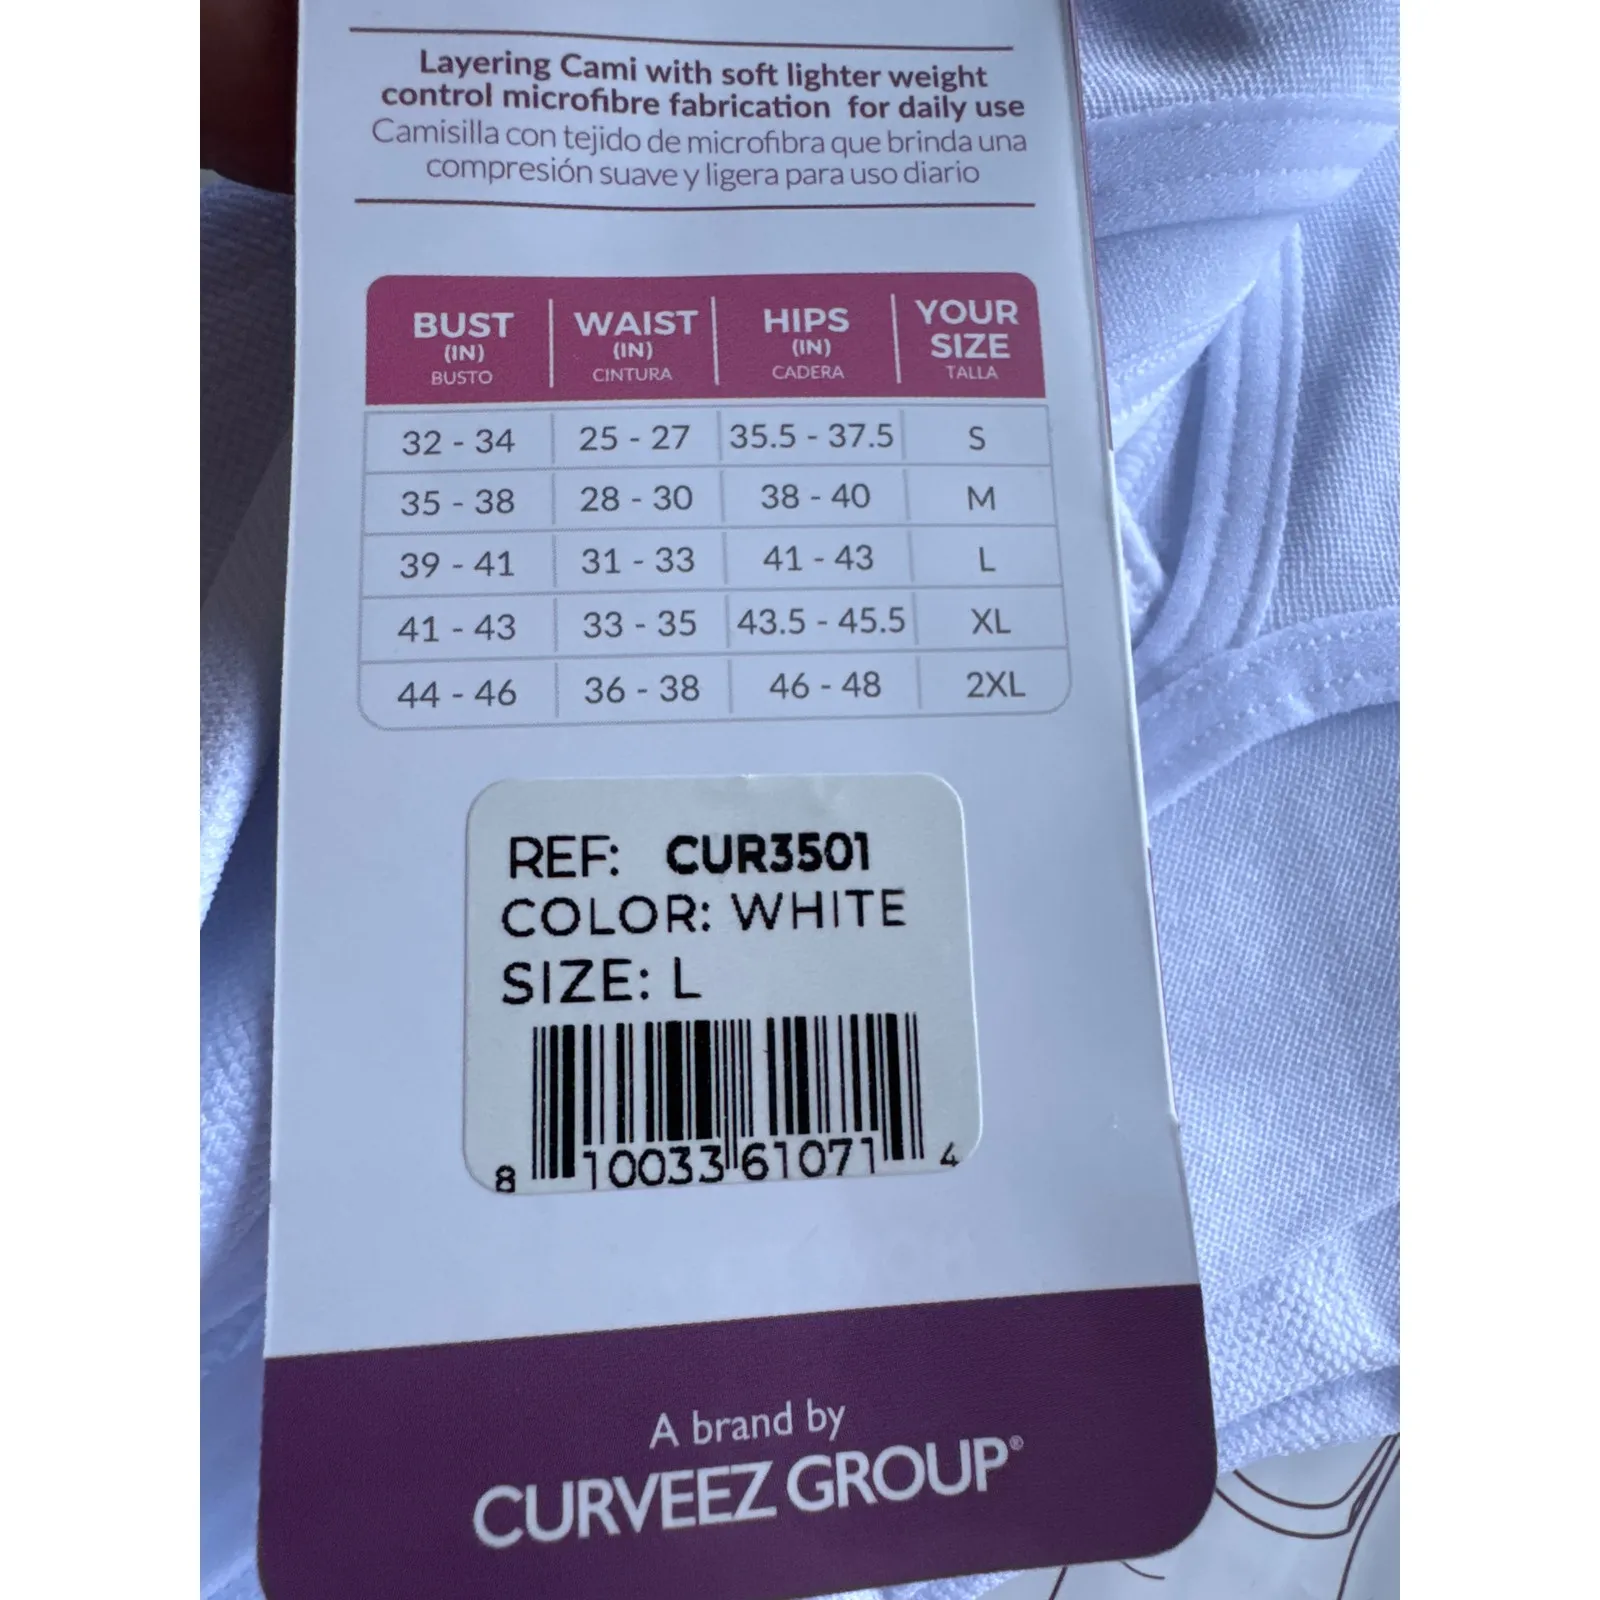 Layering Cami with soft lighter weight
control microfibre fabrication for daily use
Camisilla con tejido de microfibra que brinda una
compresión suave y ligera para uso diario
BUST WAIST HIPS YOUR
(IN) (IN) (IN) SIZE
BUSTO CINTURA CADERA TALLA
32 - 34 25 - 27 35.5 - 37.5 S
35 - 38 28 - 30 38 - 40 M
39 - 41 31 - 33 41 - 43 L
41 - 43 33 - 35 43.5 - 45.5 XL
44 - 46 36 - 38 46 - 48 2XL
REF: CUR3501
COLOR: WHITE
SIZE: L
8 10033 61071 4
A brand by
CURVEEZ GROUP®